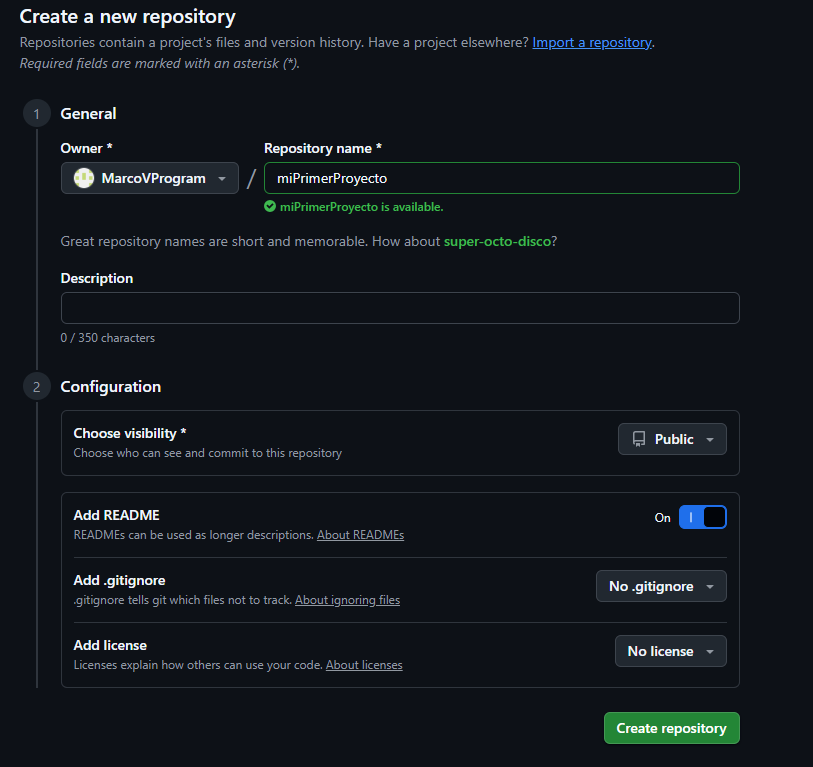 Create a new repository
Repositories contain a project's files and version history. Have a project elsewhere? Import a repository.
Required fields are marked with an asterisk (*).
1 General
Owner * Repository name *
MarcoVProgram / miPrimerProyecto
miPrimerProyecto is available.
Great repository names are short and memorable. How about super-octo-disco?
Description
0 / 350 characters
2 Configuration
Choose visibility *
Choose who can see and commit to this repository
Public
Add README
READMEs can be used as longer descriptions. About READMEs
On
Add .gitignore
.gitignore tells git which files not to track. About ignoring files
No .gitignore
Add license
Licenses explain how others can use your code. About licenses
No license
Create repository